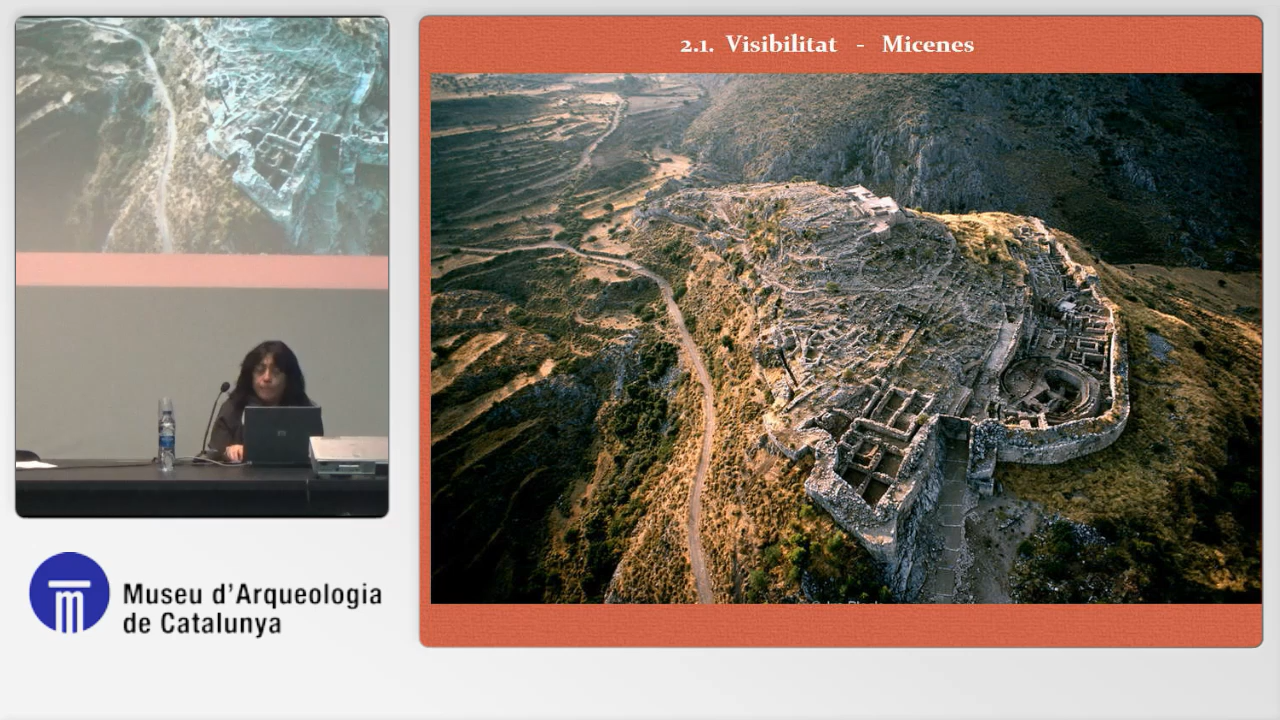 2.1. Visibilitat - Micenes
Museu d'Arqueologia
de Catalunya